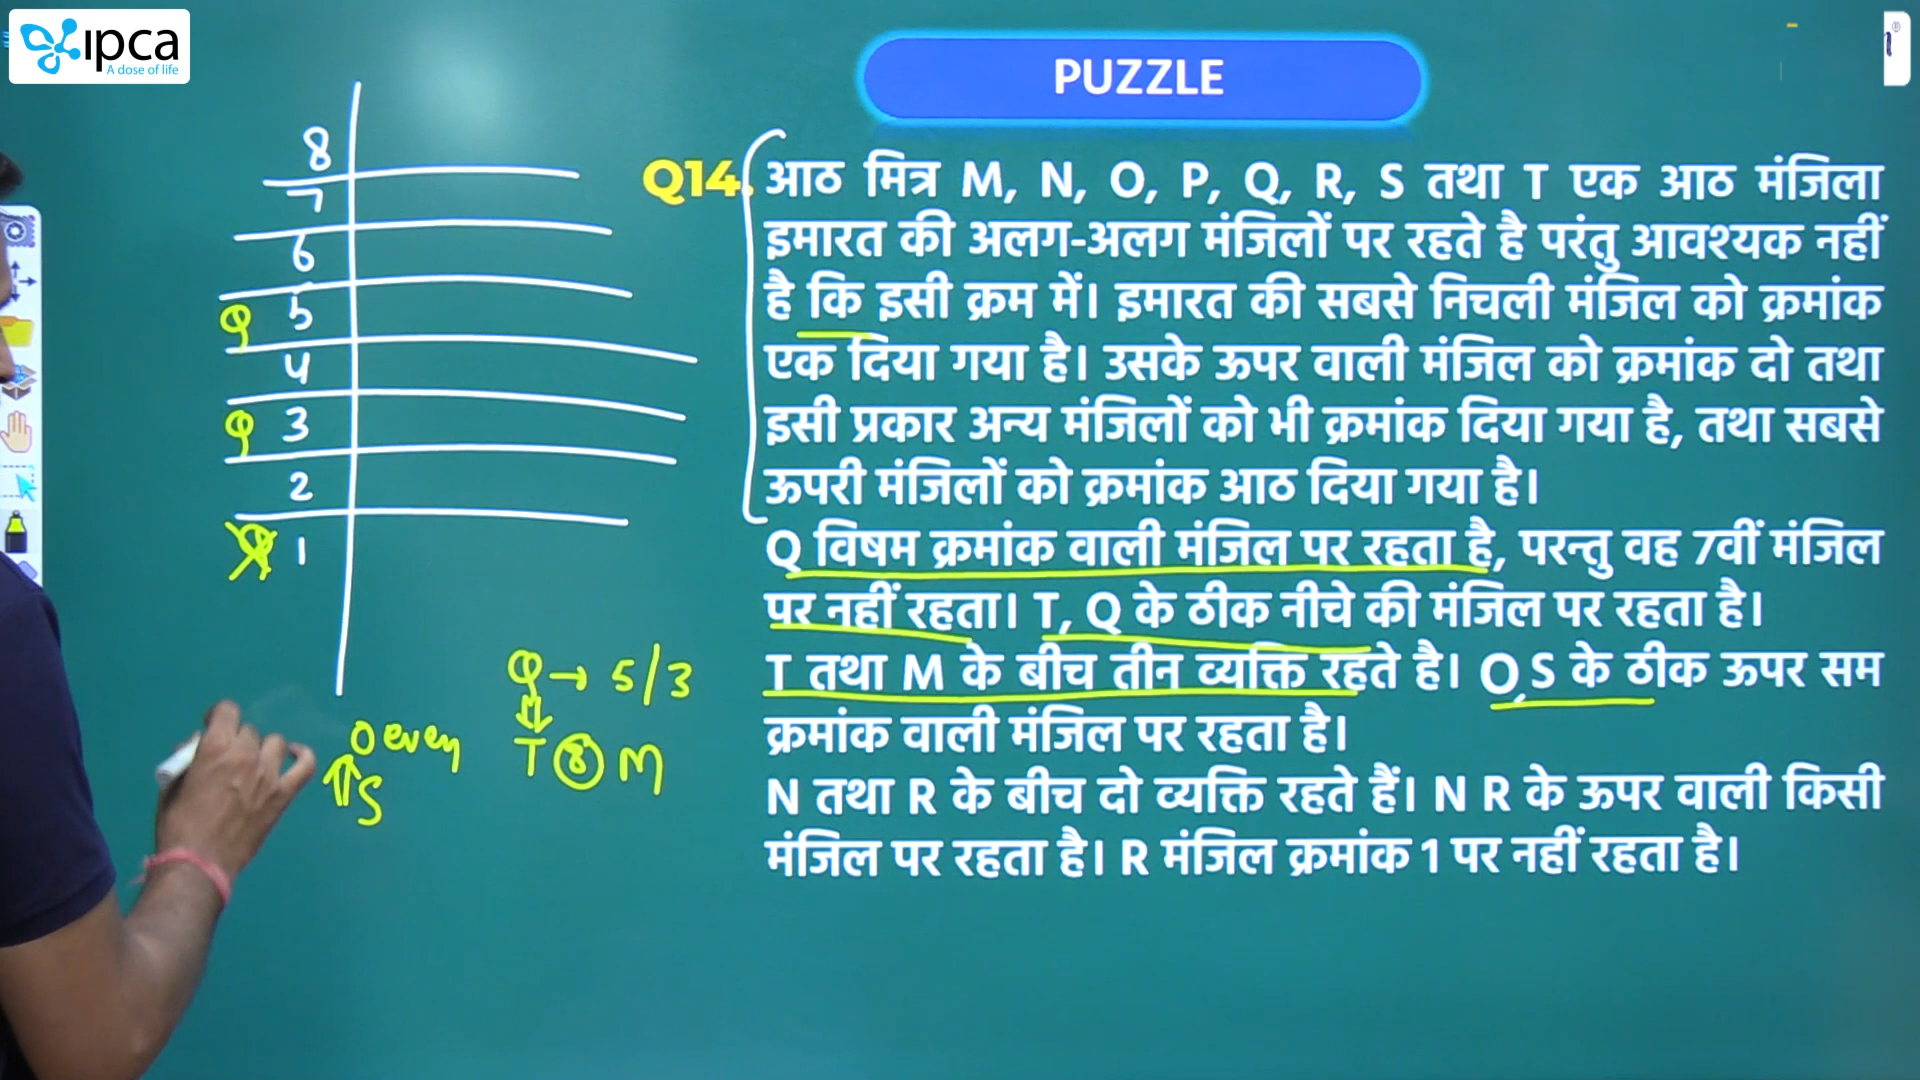 ipca
A dose of life
PUZZLE
Q14. आठ मित्र M, N, O, P, Q, R, S तथा T एक आठ मंजिला
इमारत की अलग-अलग मंजिलों पर रहते है परंतु आवश्यक नहीं
है कि इसी क्रम में। इमारत की सबसे निचली मंजिल को क्रमांक
एक दिया गया है। उसके ऊपर वाली मंजिल को क्रमांक दो तथा
इसी प्रकार अन्य मंजिलों को भी क्रमांक दिया गया है, तथा सबसे
ऊपरी मंजिलों को क्रमांक आठ दिया गया है।
Q विषम क्रमांक वाली मंजिल पर रहता है, परन्तु वह 7वीं मंजिल
पर नहीं रहता। T, Q के ठीक नीचे की मंजिल पर रहता है।
T तथा M के बीच तीन व्यक्ति रहते है। O,S के ठीक ऊपर सम
क्रमांक वाली मंजिल पर रहता है।
N तथा R के बीच दो व्यक्ति रहते हैं। N R के ऊपर वाली किसी
मंजिल पर रहता है। R मंजिल क्रमांक 1 पर नहीं रहता है।
8
7
6
Q 5
4
Q 3
2
1
Q → 5/3
T M
O even
S